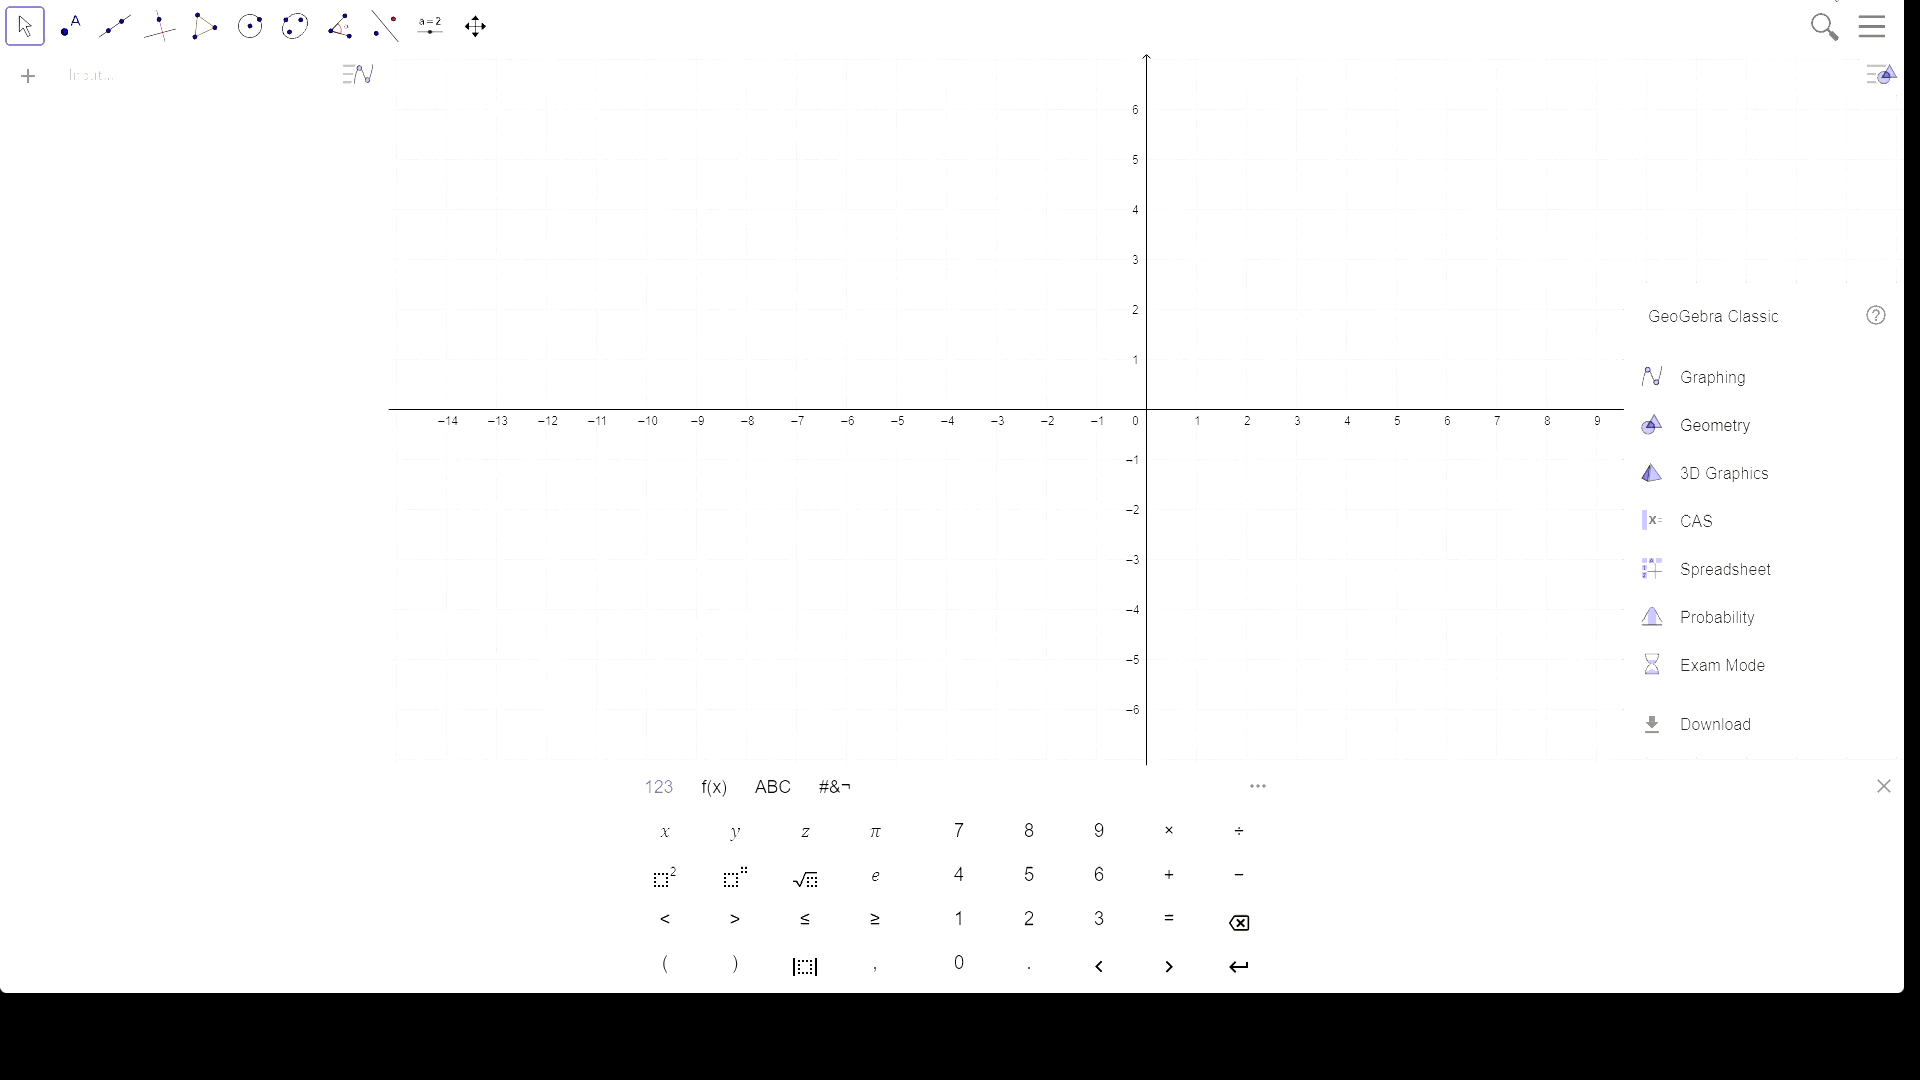 A
a=2
Input...
6
5
4
3
2
1
−14 −13 −12 −11 −10 −9 −8 −7 −6 −5 −4 −3 −2 −1 0 1 2 3 4 5 6 7 8 9
−1
−2
−3
−4
−5
−6
GeoGebra Classic ?
Graphing
Geometry
3D Graphics
x= CAS
Spreadsheet
Probability
Exam Mode
Download
123 f(x) ABC #&¬ ...
x y z π 7 8 9 × ÷
2 √ e 4 5 6 + −
< > ≤ ≥ 1 2 3 =
( ) | | , 0 . < >